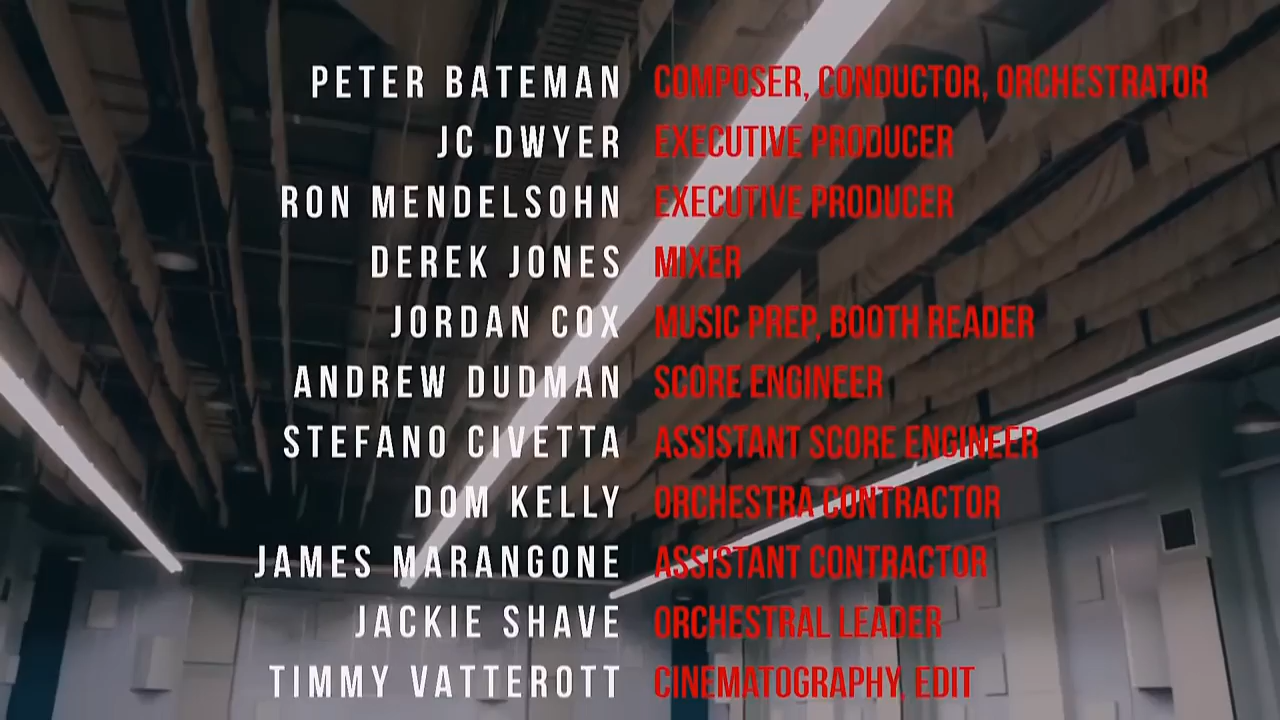 PETER BATEMAN COMPOSER, CONDUCTOR, ORCHESTRATOR
JC DWYER EXECUTIVE PRODUCER
RON MENDELSOHN EXECUTIVE PRODUCER
DEREK JONES MIXER
JORDAN COX MUSIC PREP, BOOTH READER
ANDREW DUDMAN SCORE ENGINEER
STEFANO CIVETTA ASSISTANT SCORE ENGINEER
DOM KELLY ORCHESTRA CONTRACTOR
JAMES MARANGONE ASSISTANT CONTRACTOR
JACKIE SHAVE ORCHESTRAL LEADER
TIMMY VATTEROTT CINEMATOGRAPHY, EDIT